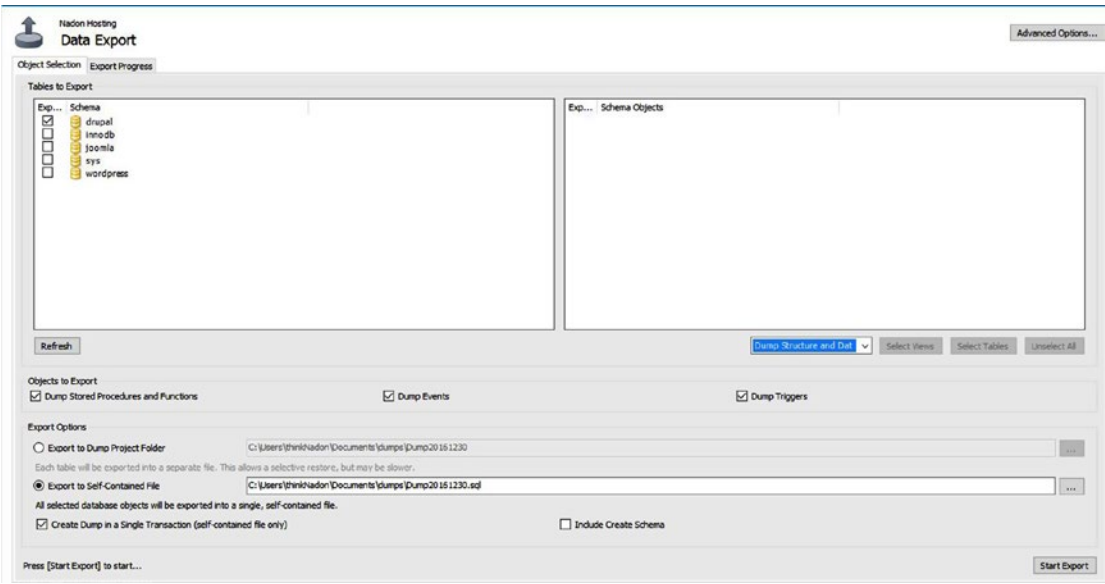 Nadon Hosting
Data Export
Advanced Options...
Object Selection Export Progress
Tables to Export
Exp... Schema
drupal
innodb
joomla
sys
wordpress
Exp... Schema Objects
Refresh
Dump Structure and Dat
Select Views
Select Tables
Unselect All
Objects to Export
Dump Stored Procedures and Functions
Dump Events
Dump Triggers
Export Options
Export to Dump Project Folder
C:\Users\thinkNadon\Documents\dumps\Dump20161230
...
Each table will be exported into a separate file. This allows a selective restore, but may be slower.
Export to Self-Contained File
C:\Users\thinkNadon\Documents\dumps\Dump20161230.sql
...
All selected database objects will be exported into a single, self-contained file.
Create Dump in a Single Transaction (self-contained file only)
Include Create Schema
Press [Start Export] to start...
Start Export